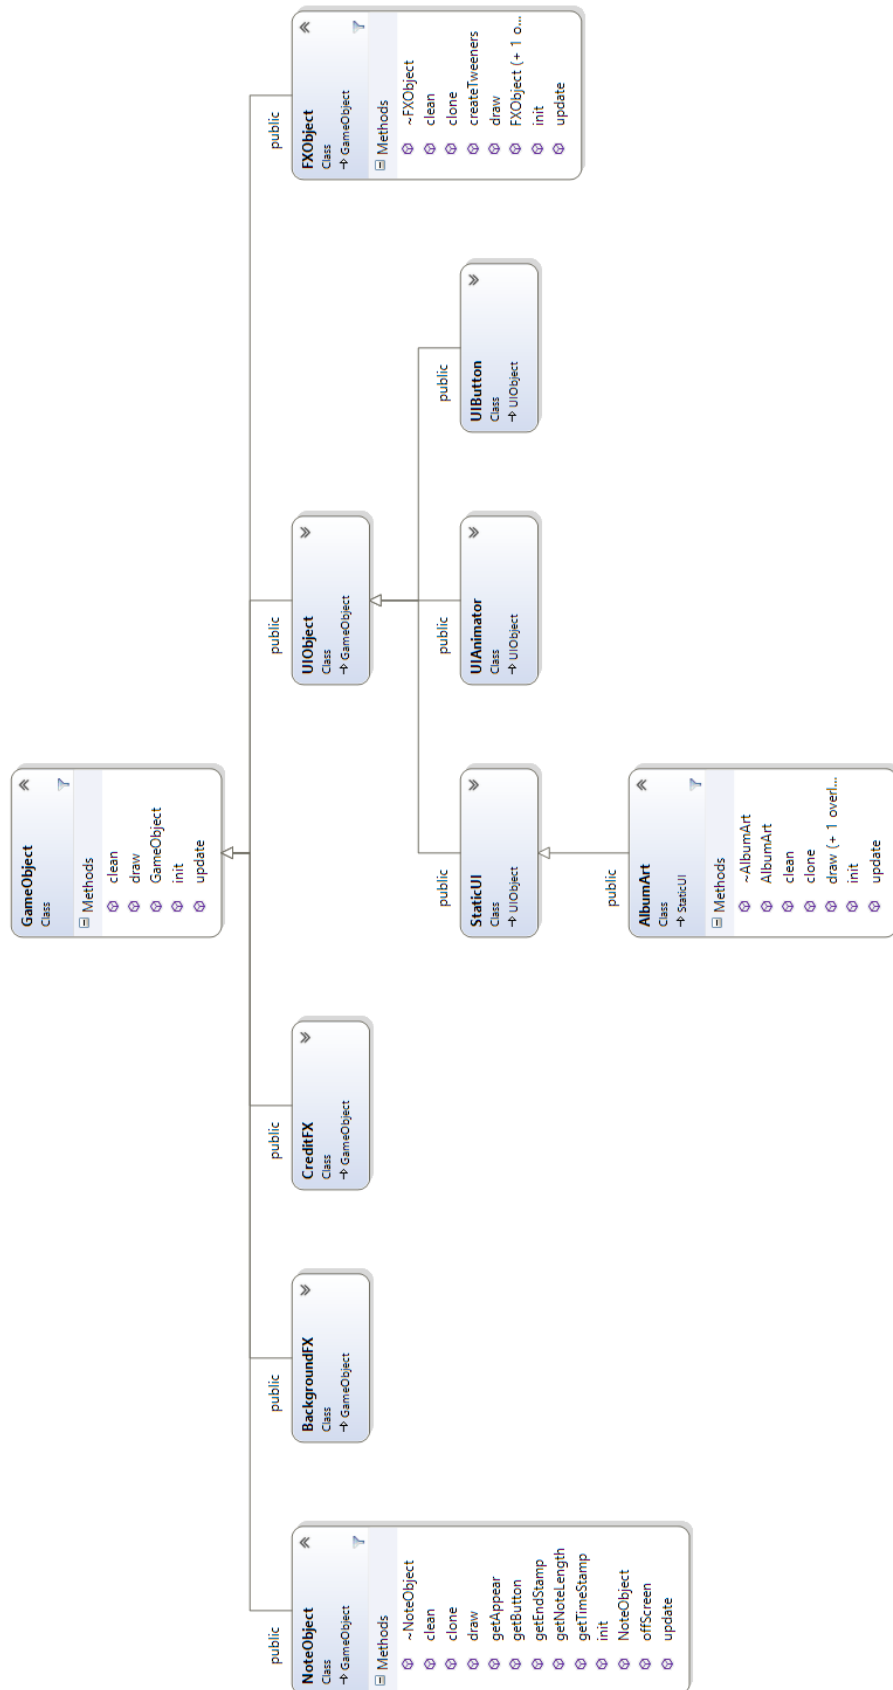 GameObject
Class
Methods
clean
draw
GameObject
init
update
public
NoteObject
Class
GameObject
Methods
~NoteObject
clean
clone
draw
getAppear
getButton
getEndStamp
getNoteLength
getTimeStamp
init
NoteObject
offScreen
update
public
BackgroundFX
Class
GameObject
public
CreditFX
Class
GameObject
public
UIObject
Class
GameObject
public
FXObject
Class
GameObject
Methods
~FXObject
clean
clone
createTweeners
draw
FXObject (+ 1 o...
init
update
public
StaticUI
Class
UIObject
public
UIAnimator
Class
UIObject
public
UIButton
Class
UIObject
public
AlbumArt
Class
StaticUI
Methods
~AlbumArt
AlbumArt
clean
clone
draw (+ 1 overl...
init
update